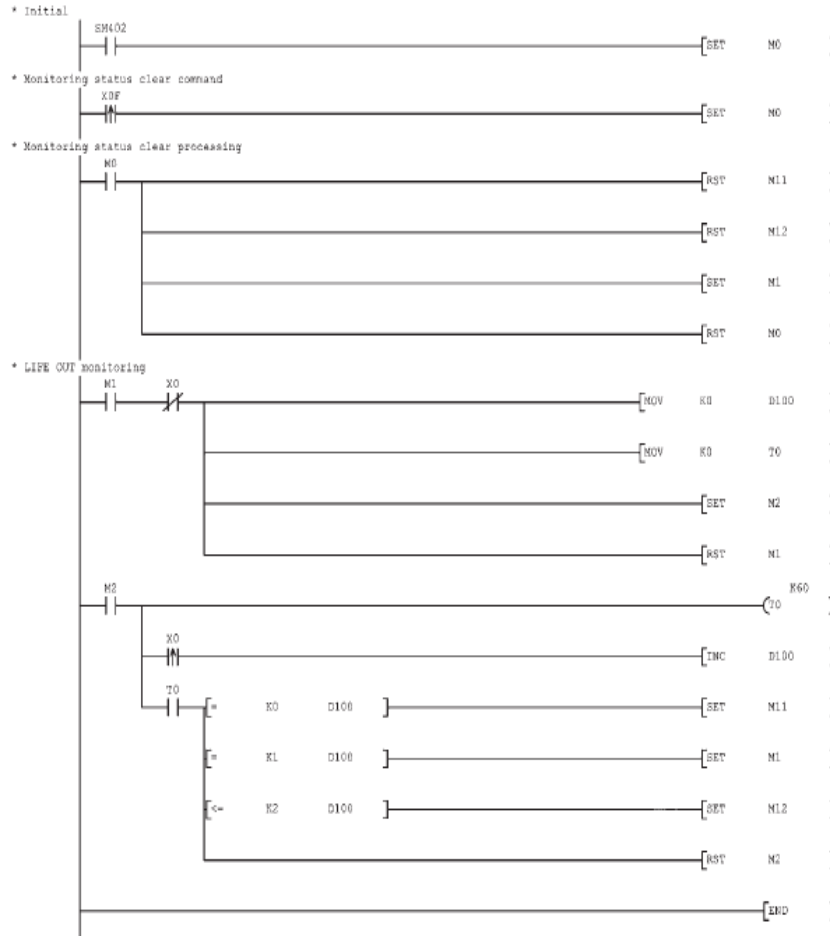 * Initial
SM402
SET M0
* Monitoring status clear command
X0F
SET M0
* Monitoring status clear processing
M0
RST M11
RST M12
SET M1
RST M0
* LIFE OUT monitoring
M1 X0
MOV K0 D100
MOV K0 T0
SET M2
RST M1
M2 K60
T0
X0
INC D100
T0
= K0 D100 SET M11
= K1 D100 SET M1
<= K2 D100 SET M12
RST M2
END